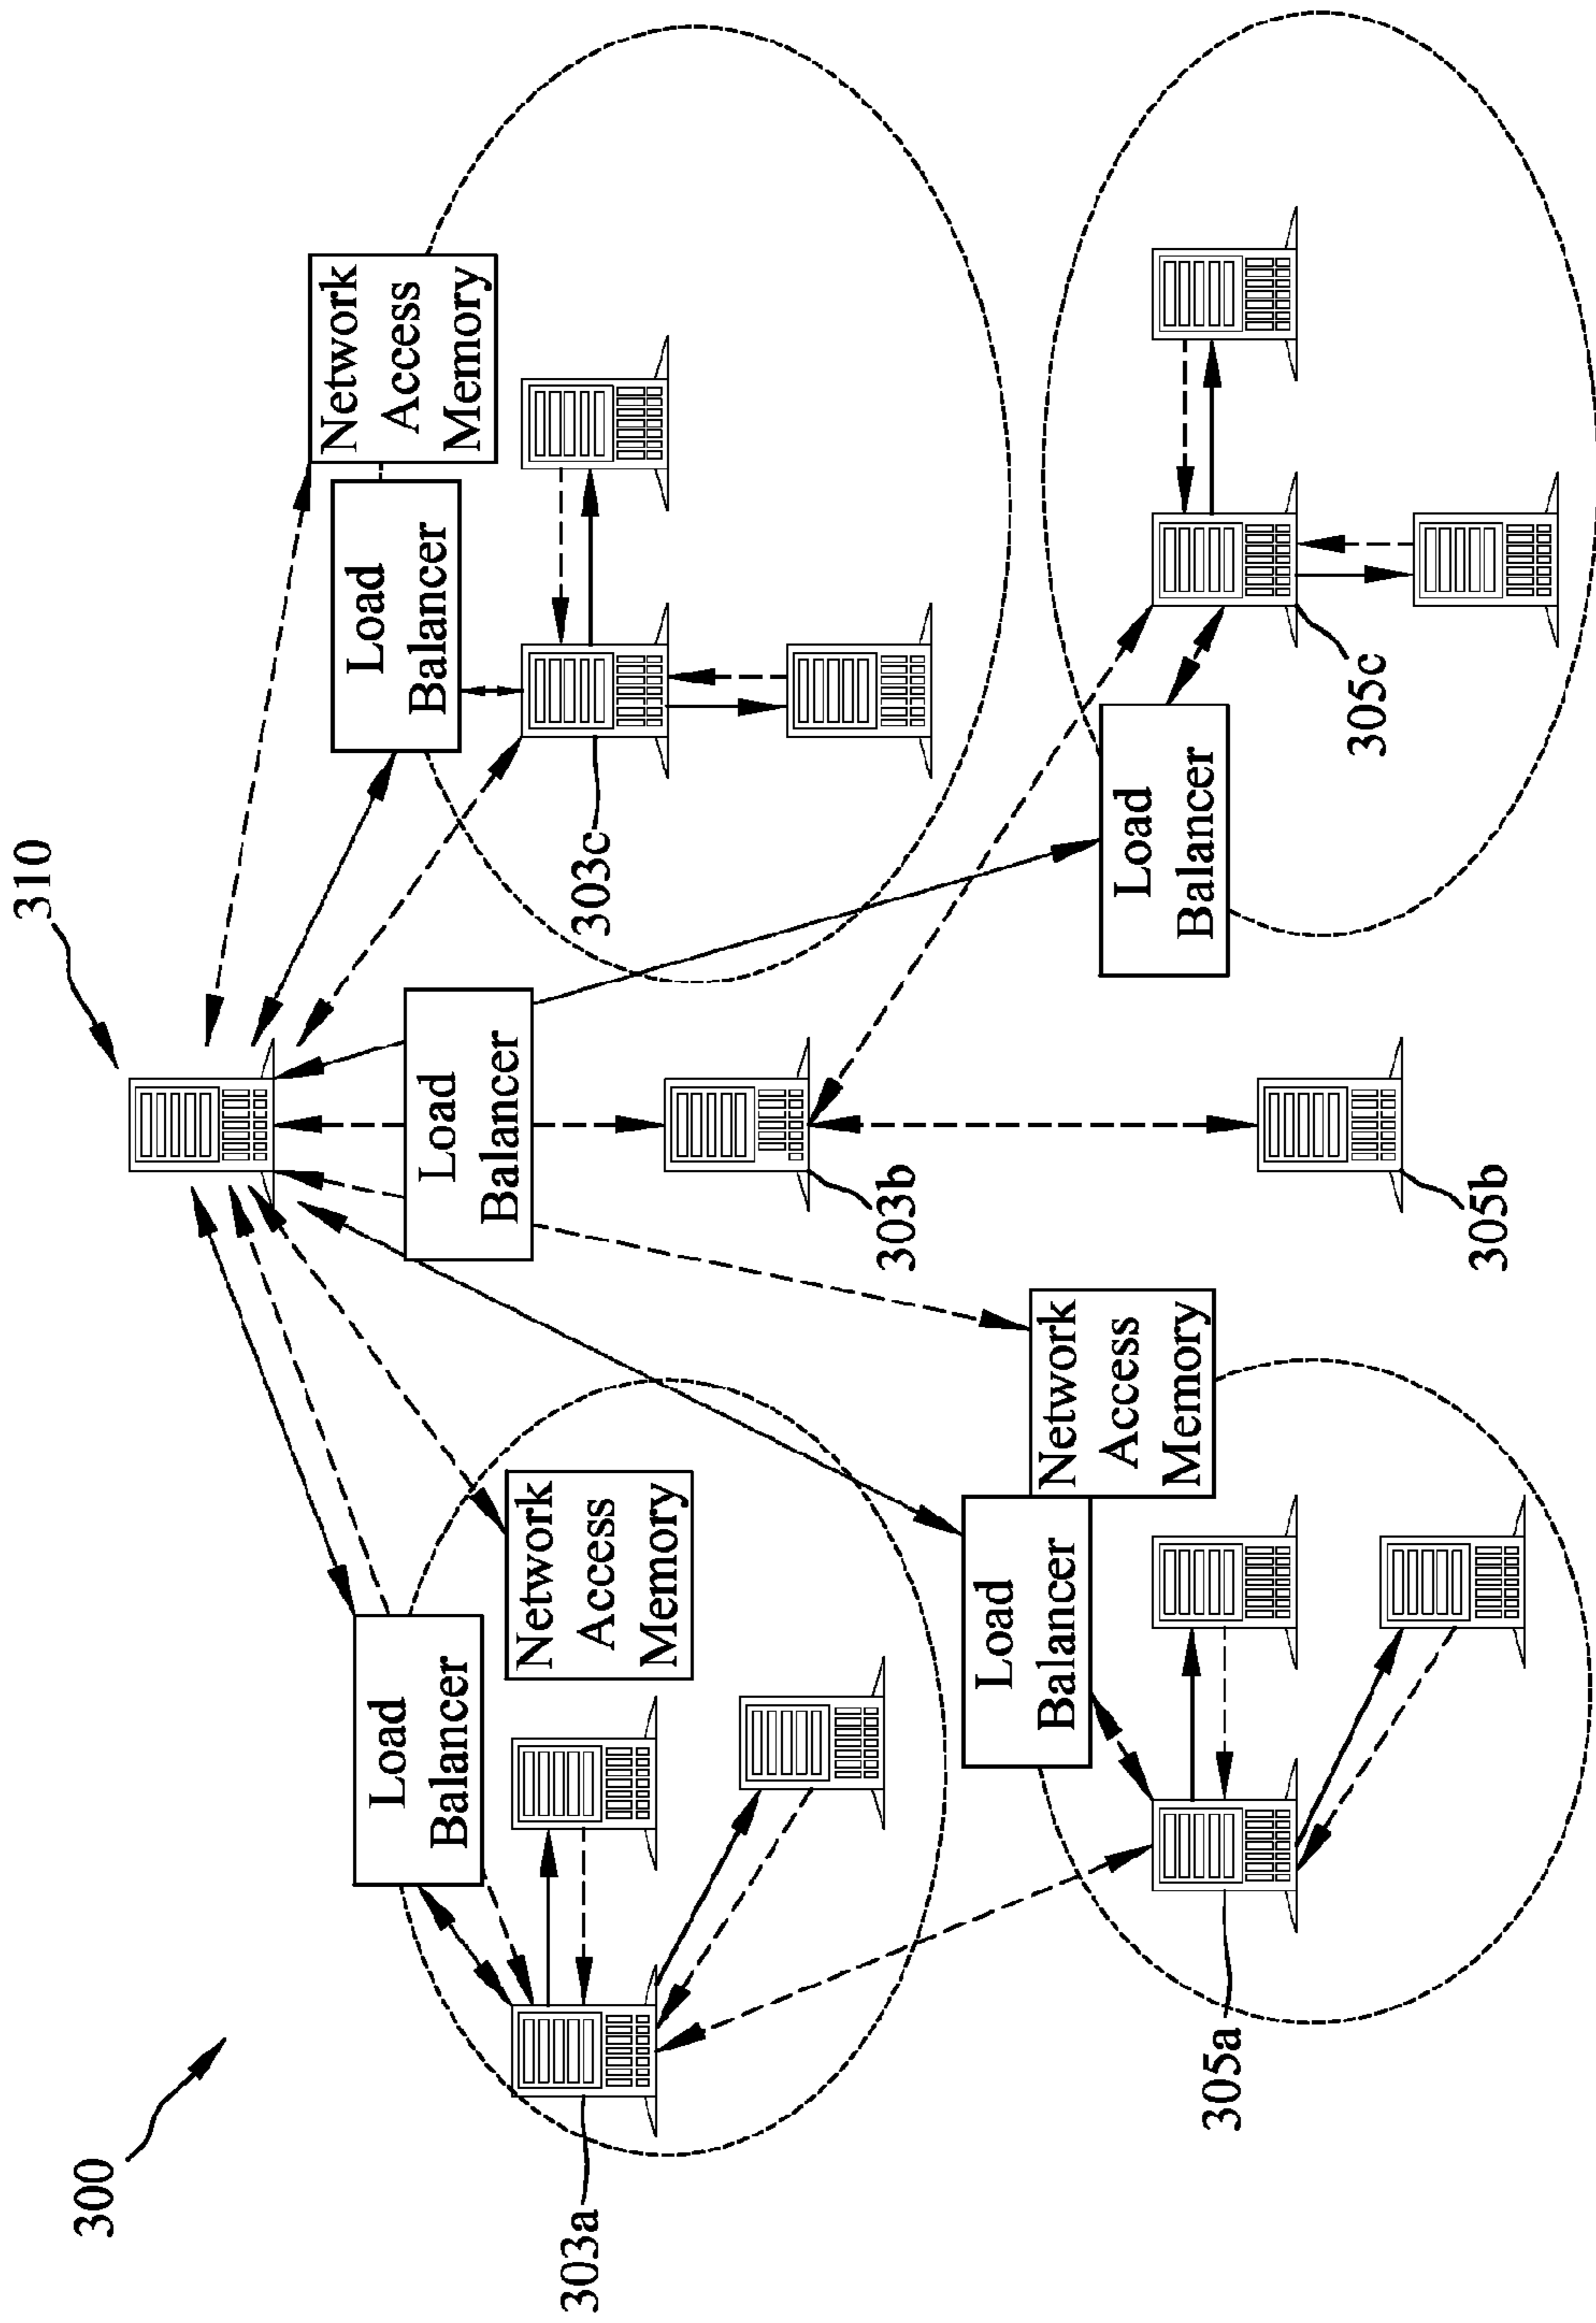 300
310
303a
Load
Balancer
Network
Access
Memory
Load
Balancer
303b
Load
Balancer
Network
Access
Memory
303c
305a
Load
Balancer
Network
Access
Memory
305b
Load
Balancer
305c